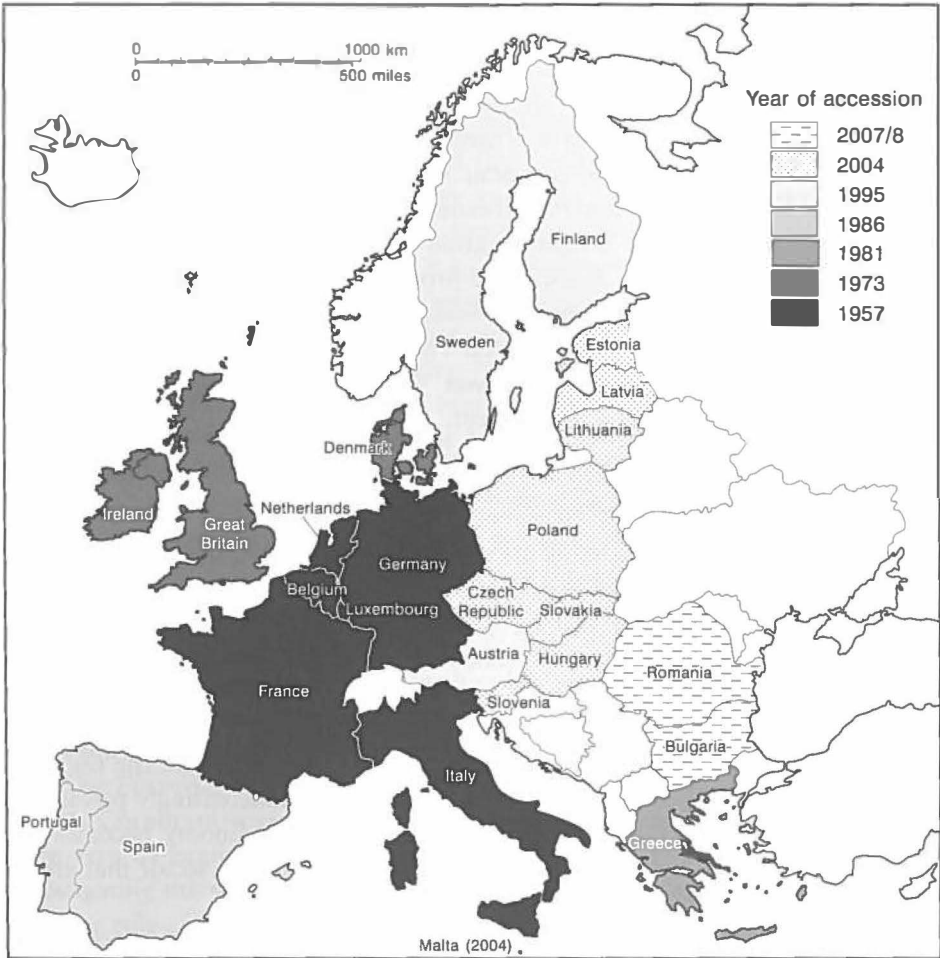 0 1000 km
0 500 miles
Year of accession
2007/8
2004
1995
1986
1981
1973
1957
Finland
Sweden
Estonia
Latvia
Lithuania
Denmark
Ireland
Great
Britain
Netherlands
Poland
Germany
Belgium
Luxembourg
Czech
Republic
Slovakia
Austria
Hungary
France
Romania
Slovenia
Bulgaria
Italy
Portugal
Spain
Greece
Malta (2004)